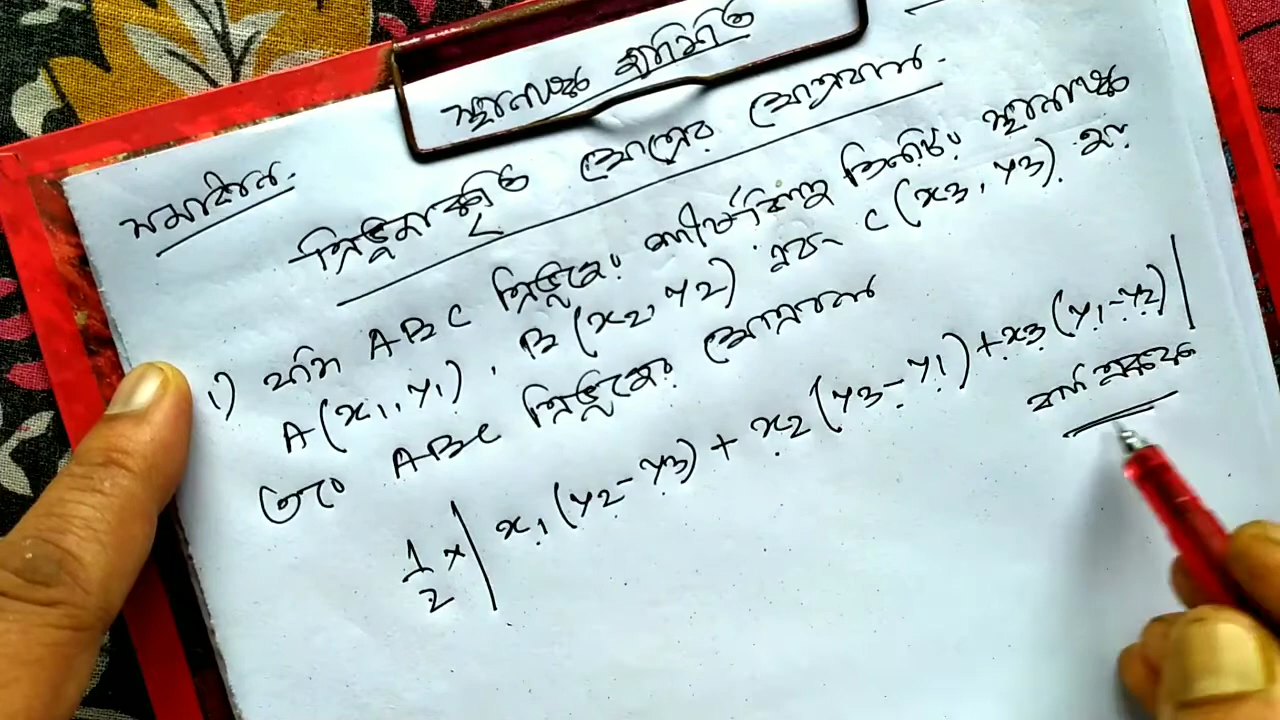 স্থানাঙ্ক জ্যামিতি
সমাধান.
ত্রিভুজাকৃতি ক্ষেত্রের ক্ষেত্রফল.
1) যদি ABC ত্রিভুজের শীর্ষবিন্দু তিনটির স্থানাঙ্ক
A(x1, y1), B(x2, y2) এবং C(x3, y3) হয়
তবে ABC ত্রিভুজের ক্ষেত্রফল
1/2 × | x1(y2-y3) + x2(y3-y1) + x3(y1-y2) |
বর্গ একক